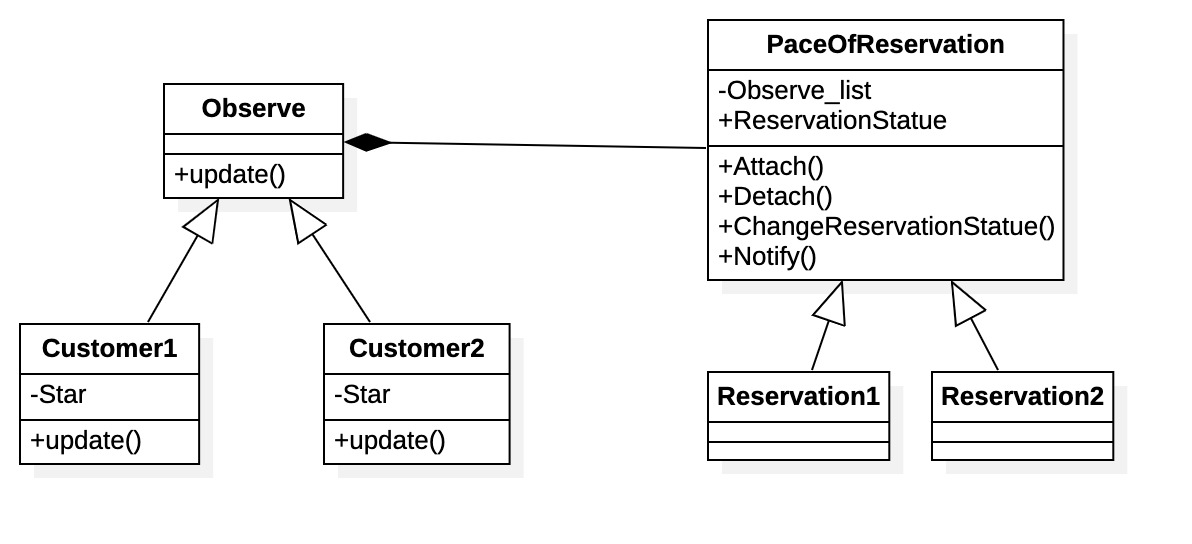 Observe
+update()
PaceOfReservation
-Observe_list
+ReservationStatue
+Attach()
+Detach()
+ChangeReservationStatue()
+Notify()
Customer1
-Star
+update()
Customer2
-Star
+update()
Reservation1
Reservation2